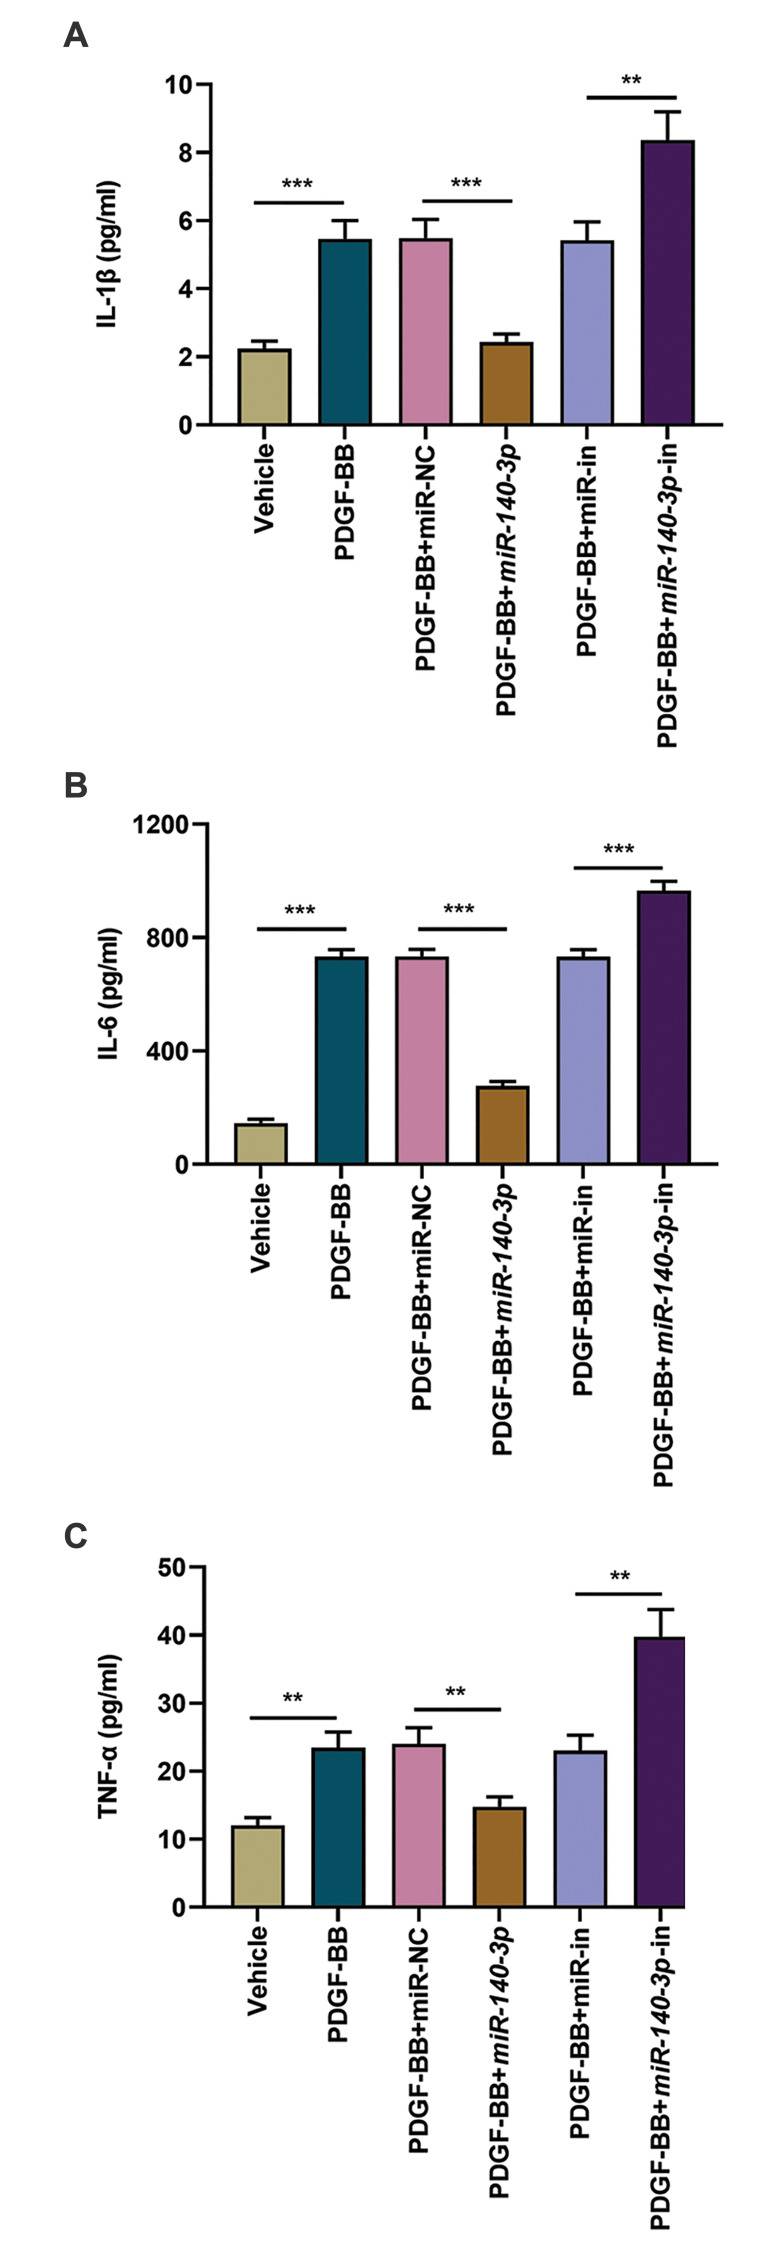 A
IL-1β (pg/ml)
10
8
6
4
2
0
***
***
**
Vehicle
PDGF-BB
PDGF-BB+miR-NC
PDGF-BB+miR-140-3p
PDGF-BB+miR-in
PDGF-BB+miR-140-3p-in
B
IL-6 (pg/ml)
1200
800
400
0
***
***
***
Vehicle
PDGF-BB
PDGF-BB+miR-NC
PDGF-BB+miR-140-3p
PDGF-BB+miR-in
PDGF-BB+miR-140-3p-in
C
TNF-α (pg/ml)
50
40
30
20
10
0
**
**
**
Vehicle
PDGF-BB
PDGF-BB+miR-NC
PDGF-BB+miR-140-3p
PDGF-BB+miR-in
PDGF-BB+miR-140-3p-in